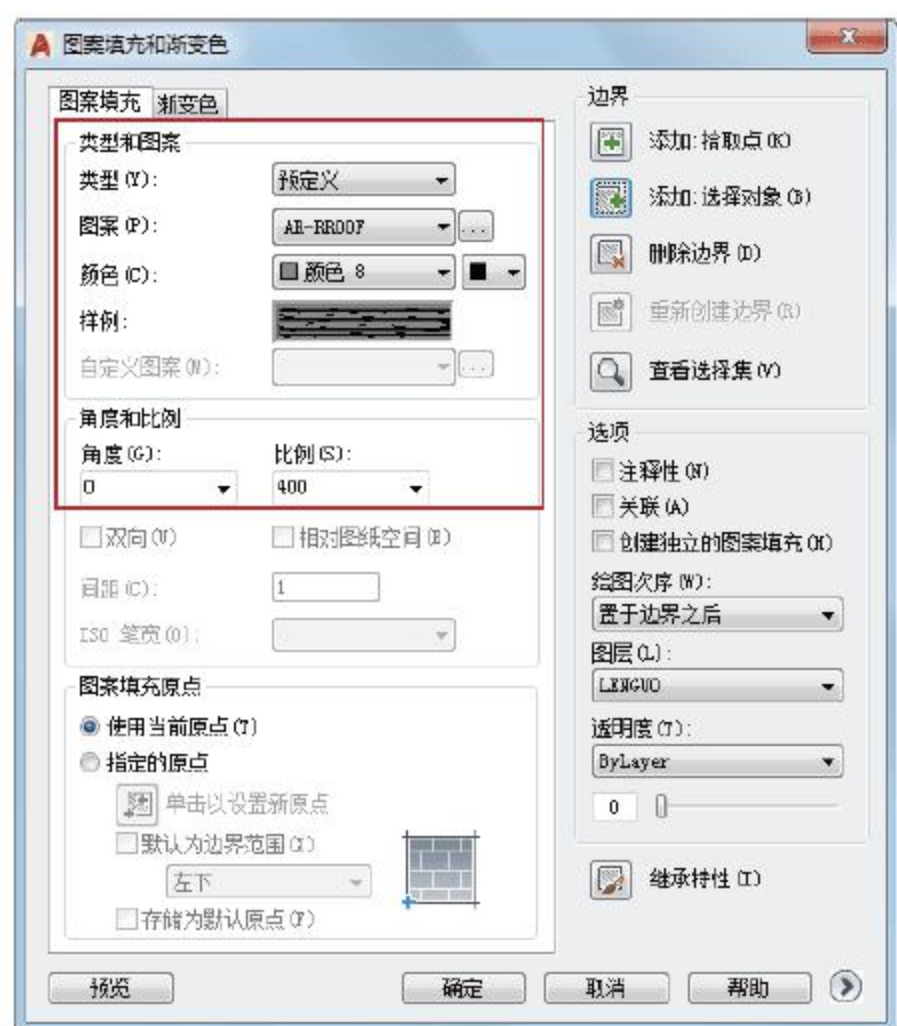 图案填充和渐变色
图案填充 渐变色
类型和图案
类型(Y):
预定义
图案(P):
AR-RROOF
...
颜色(C):
颜色 8
样例:
自定义图案(M):
...
角度和比例
角度(G):
比例(S):
0
400
双向(U)
相对图纸空间(E)
间距(C):
1
ISO 笔宽(O):
图案填充原点
使用当前原点(T)
指定的原点
单击以设置新原点
默认为边界范围(X)
左下
存储为默认原点(F)
边界
添加:拾取点(K)
添加:选择对象(B)
删除边界(D)
重新创建边界(R)
查看选择集(V)
选项
注释性(N)
关联(A)
创建独立的图案填充(H)
绘图次序(W):
置于边界之后
图层(L):
LENGUO
透明度(T):
ByLayer
0
继承特性(I)
预览
确定
取消
帮助